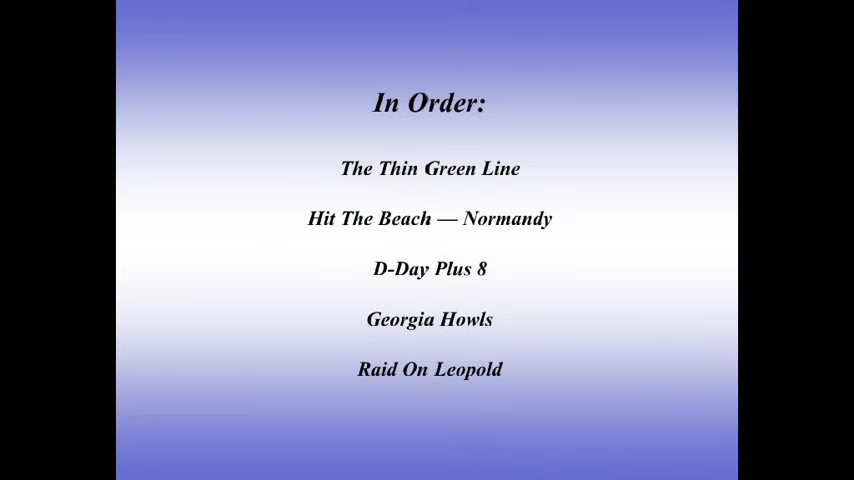 In Order:
The Thin Green Line
Hit The Beach — Normandy
D-Day Plus 8
Georgia Howls
Raid On Leopold